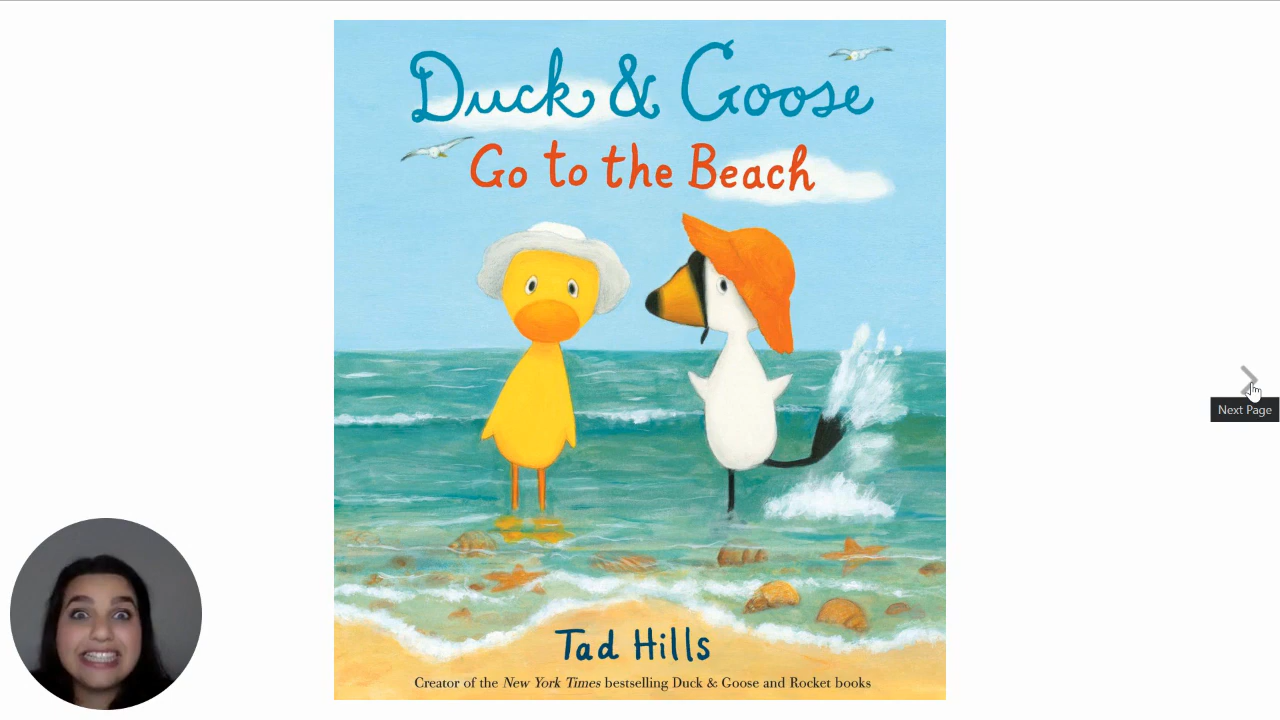 Duck & Goose
Go to the Beach
Next Page
Tad Hills
Creator of the New York Times bestselling Duck & Goose and Rocket books